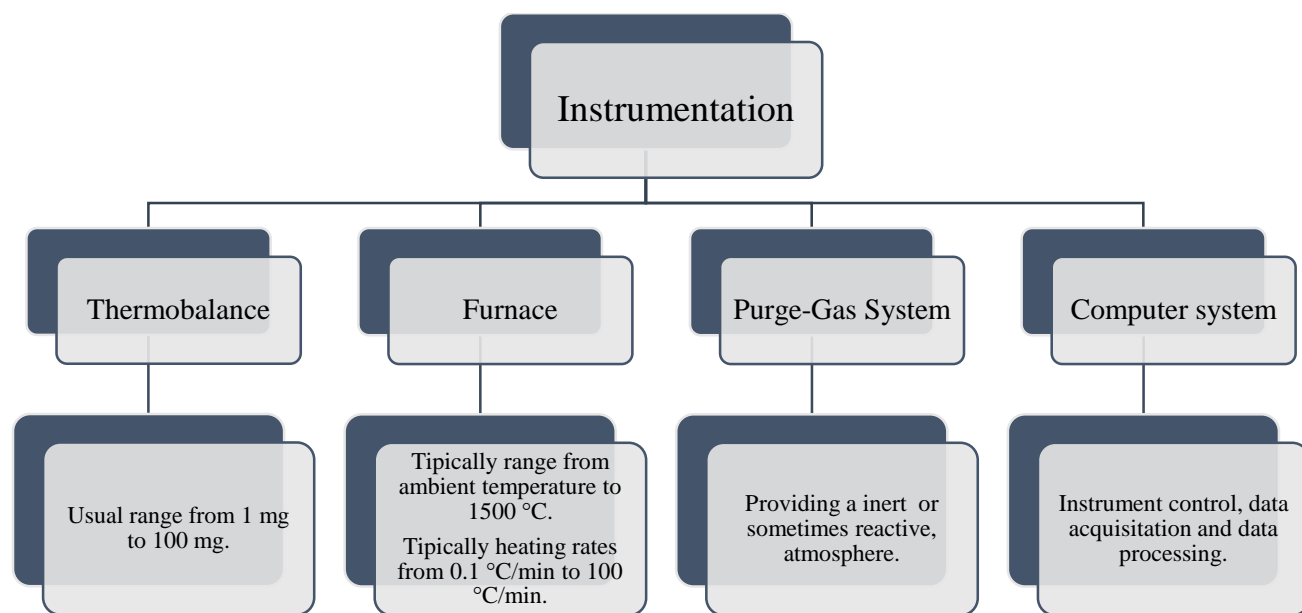 Instrumentation
Thermobalance
Furnace
Purge-Gas System
Computer system
Usual range from 1 mg
to 100 mg.
Tipically range from
ambient temperature to
1500 °C.
Tipically heating rates
from 0.1 °C/min to 100
°C/min.
Providing a inert or
sometimes reactive,
atmosphere.
Instrument control, data
acquisitation and data
processing.